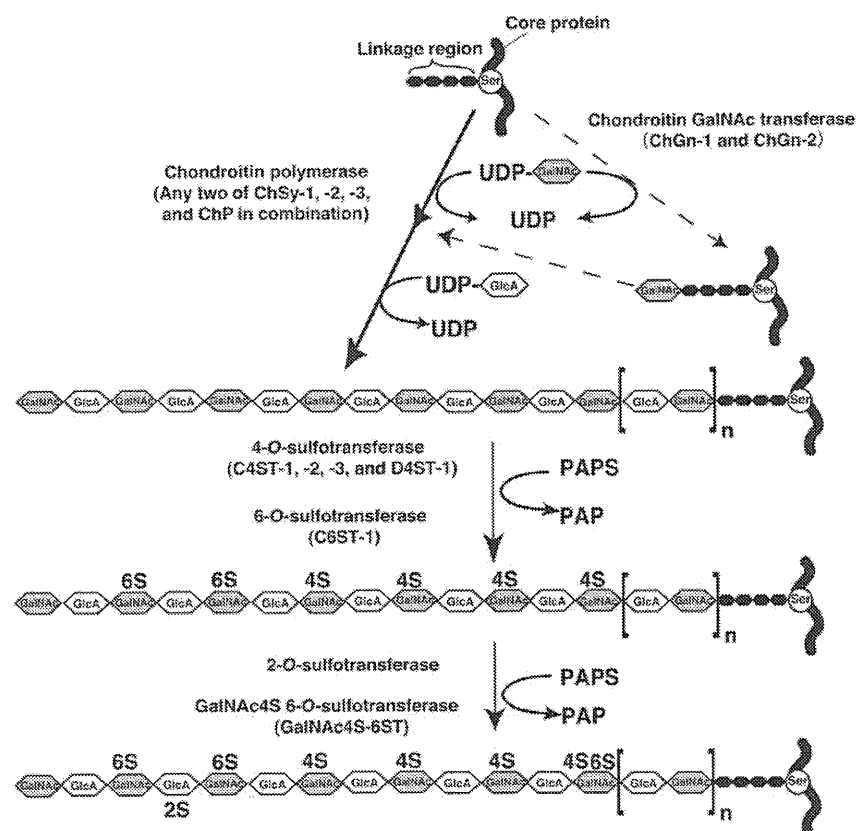 Core protein
Linkage region
Ser
Chondroitin GalNAc transferase
(ChGn-1 and ChGn-2)
Chondroitin polymerase
(Any two of ChSy-1, -2, -3,
and ChP in combination)
UDP-GalNAc
UDP
UDP-GlcA
UDP
GalNAc Ser
GalNAc GlcA GalNAc GlcA GalNAc GlcA GalNAc GlcA GalNAc GlcA GalNAc GlcA GalNAc [GlcA GalNAc]n Ser
4-O-sulfotransferase
(C4ST-1, -2, -3, and D4ST-1)
PAPS
PAP
6-O-sulfotransferase
(C6ST-1)
6S 6S 4S 4S 4S 4S
GalNAc GlcA GalNAc GlcA GalNAc GlcA GalNAc GlcA GalNAc GlcA GalNAc GlcA GalNAc [GlcA GalNAc]n Ser
2-O-sulfotransferase
PAPS
GalNAc4S 6-O-sulfotransferase
PAP
(GalNAc4S-6ST)
6S 6S 4S 4S 4S 4S6S
GalNAc GlcA GalNAc GlcA GalNAc GlcA GalNAc GlcA GalNAc GlcA GalNAc GlcA GalNAc [GlcA GalNAc]n Ser
2S